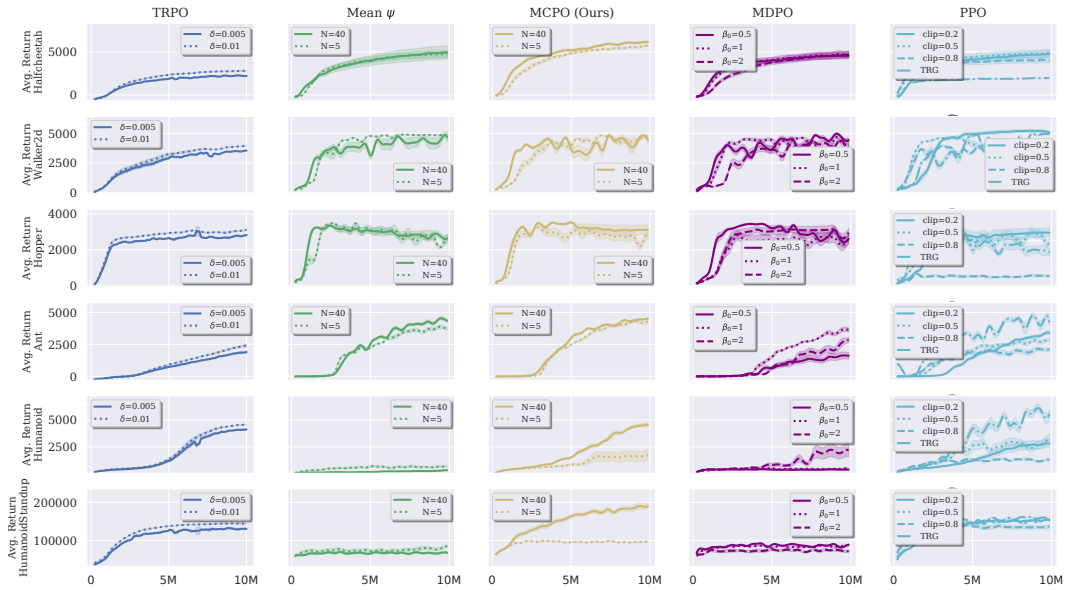 TRPO Mean ψ MCPO (Ours) MDPO PPO
Avg. Return
Halfcheetah
5000
0
δ=0.005
δ=0.01
N=40
N=5
N=40
N=5
β₀=0.5
β₀=1
β₀=2
clip=0.2
clip=0.5
clip=0.8
TRG
Avg. Return
Walker2d
5000
2500
0
δ=0.005
δ=0.01
N=40
N=5
N=40
N=5
β₀=0.5
β₀=1
β₀=2
clip=0.2
clip=0.5
clip=0.8
TRG
Avg. Return
Hopper
4000
2000
0
δ=0.005
δ=0.01
N=40
N=5
N=40
N=5
β₀=0.5
β₀=1
β₀=2
clip=0.2
clip=0.5
clip=0.8
TRG
Avg. Return
Ant
5000
2500
0
δ=0.005
δ=0.01
N=40
N=5
N=40
N=5
β₀=0.5
β₀=1
β₀=2
clip=0.2
clip=0.5
clip=0.8
TRG
Avg. Return
Humanoid
5000
2500
0
δ=0.005
δ=0.01
N=40
N=5
N=40
N=5
β₀=0.5
β₀=1
β₀=2
clip=0.2
clip=0.5
clip=0.8
TRG
Avg. Return
HumanoidStandup
200000
100000
δ=0.005
δ=0.01
N=40
N=5
N=40
N=5
β₀=0.5
β₀=1
β₀=2
clip=0.2
clip=0.5
clip=0.8
TRG
0 5M 10M 0 5M 10M 0 5M 10M 0 5M 10M 0 5M 10M